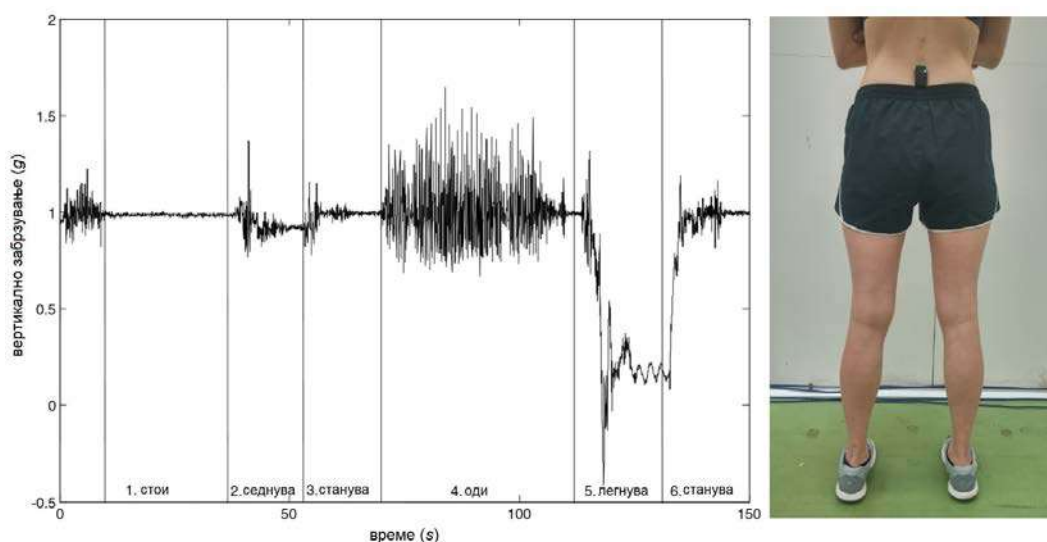 вертикално забрзување (g)
2
1.5
1
0.5
0
-0.5
1. стои
2.седнува
3.станува
4.оди
5.легнува
6.станува
0
50
100
150
време (s)